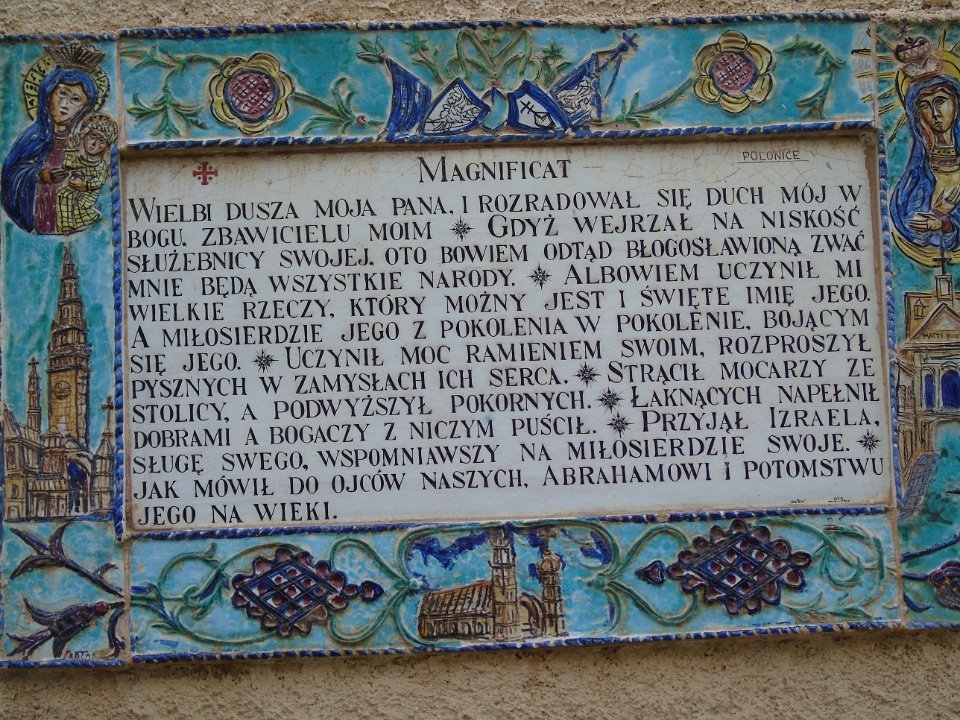 MAGNIFICAT
POLONICE
WIELBI DUSZA MOJA PANA, I ROZRADOWAŁ SIĘ DUCH MÓJ W
BOGU, ZBAWICIELU MOIM ✴ GDYŻ WEJRZAŁ NA NISKOŚĆ
SŁUŻEBNICY SWOJEJ, OTO BOWIEM ODTĄD BŁOGOSŁAWIONĄ ZWAĆ
MNIE BĘDĄ WSZYSTKIE NARODY. ✴ ALBOWIEM UCZYNIŁ MI
WIELKIE RZECZY, KTÓRY MOŻNY JEST I ŚWIĘTE IMIĘ JEGO.
A MIŁOSIERDZIE JEGO Z POKOLENIA W POKOLENIE, BOJĄCYM
SIĘ JEGO. ✴ UCZYNIŁ MOC RAMIENIEM SWOIM, ROZPROSZYŁ
PYSZNYCH W ZAMYSŁACH ICH SERCA. ✴ STRĄCIŁ MOCARZY ZE
STOLICY, A PODWYŻSZYŁ POKORNYCH. ✴ ŁAKNĄCYCH NAPEŁNIŁ
DOBRAMI A BOGACZY Z NICZYM PUŚCIŁ. ✴ PRZYJĄŁ IZRAELA,
SŁUGĘ SWEGO, WSPOMNIAWSZY NA MIŁOSIERDZIE SWOJE. ✴
JAK MÓWIŁ DO OJCÓW NASZYCH, ABRAHAMOWI I POTOMSTWU
JEGO NA WIEKI.